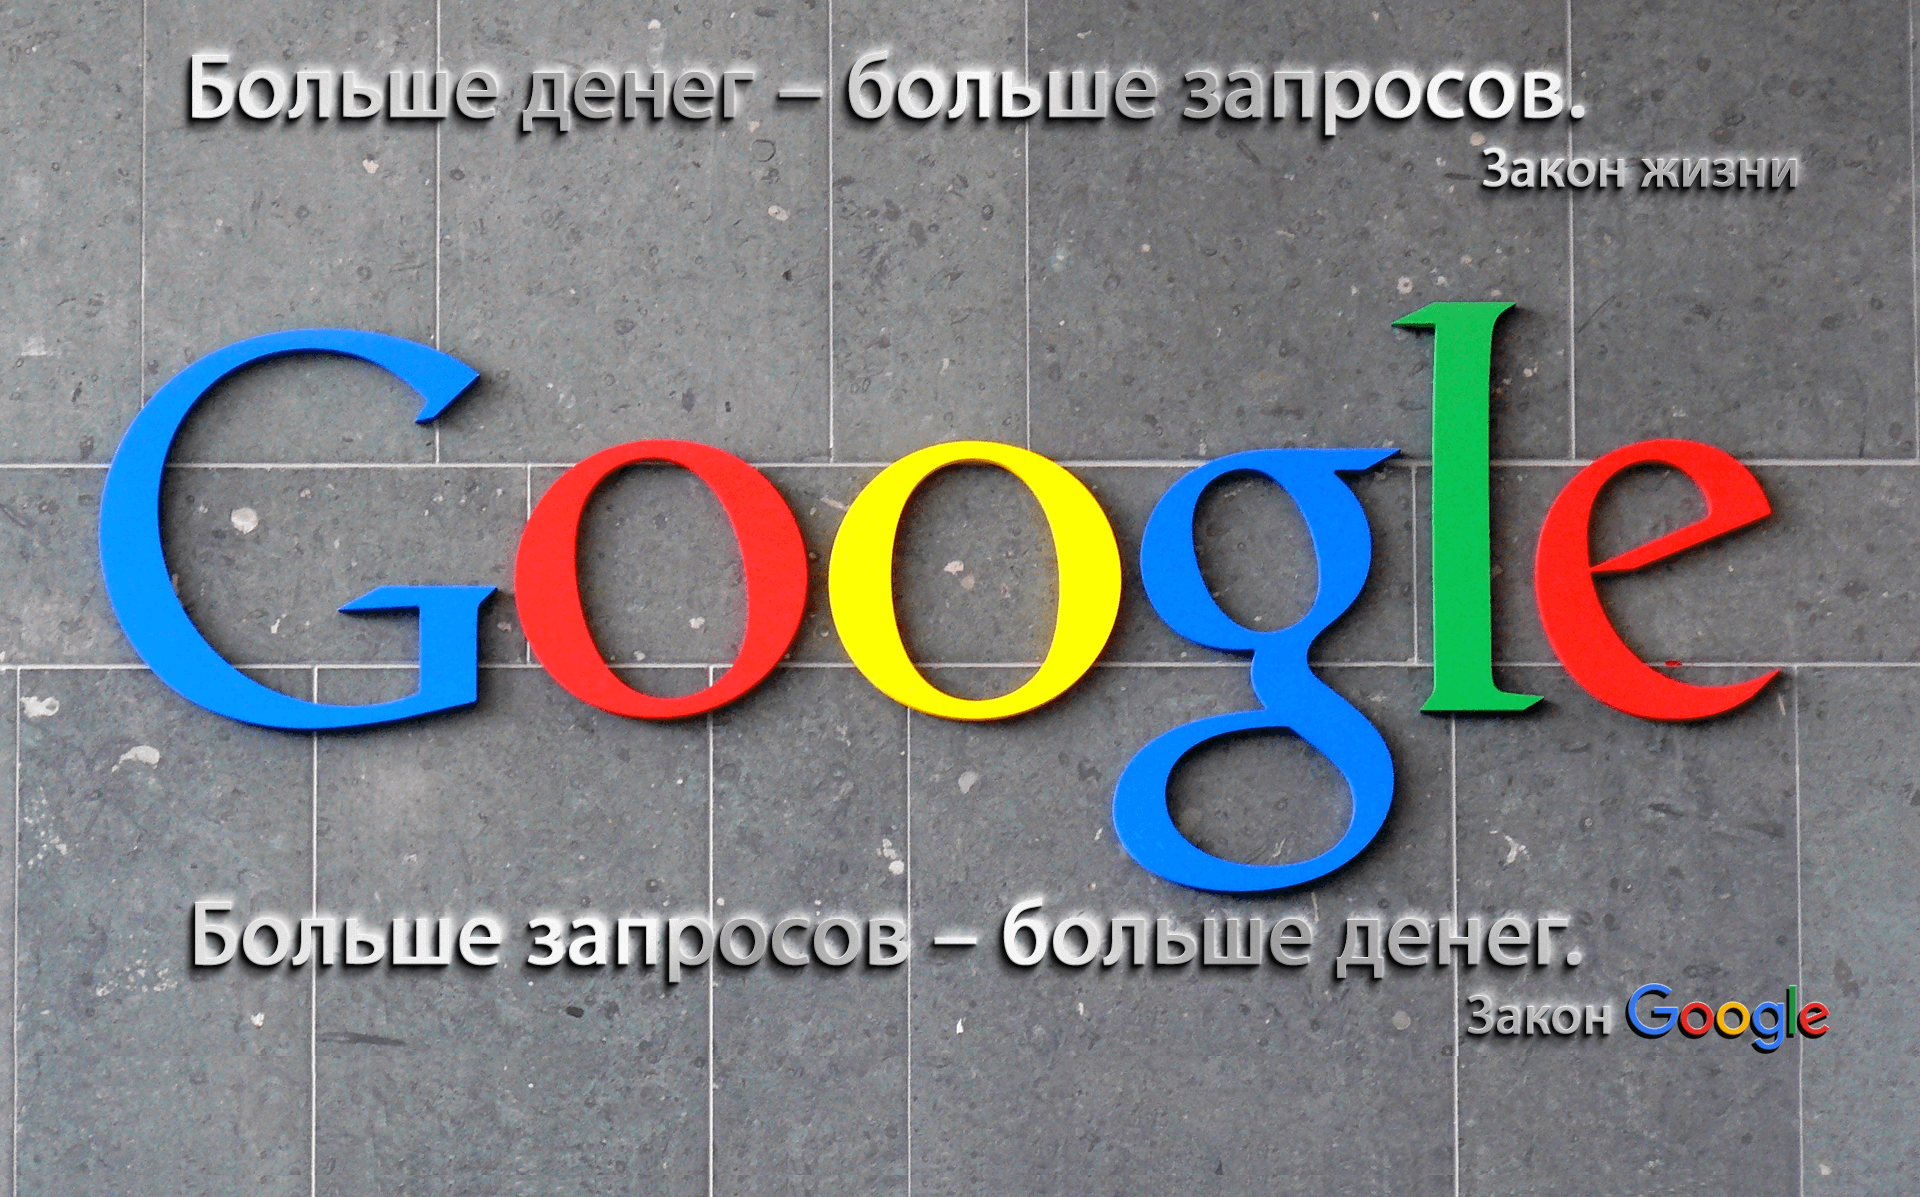 Больше денег – больше запросов.
Закон жизни
Google
Больше запросов – больше денег.
Закон Google